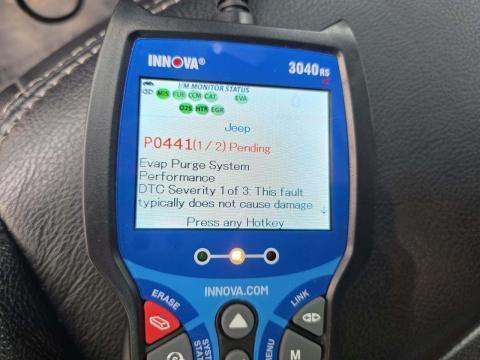 INNOVA®
3040RS
I/M MONITOR STATUS
MIS FUE CCM CAT EVA
O2S HTR EGR
Jeep
P0441(1/2) Pending
Evap Purge System
Performance
DTC Severity 1 of 3: This fault
typically does not cause damage ↓
Press any Hotkey
INNOVA.COM
ERASE
LINK
MENU
M